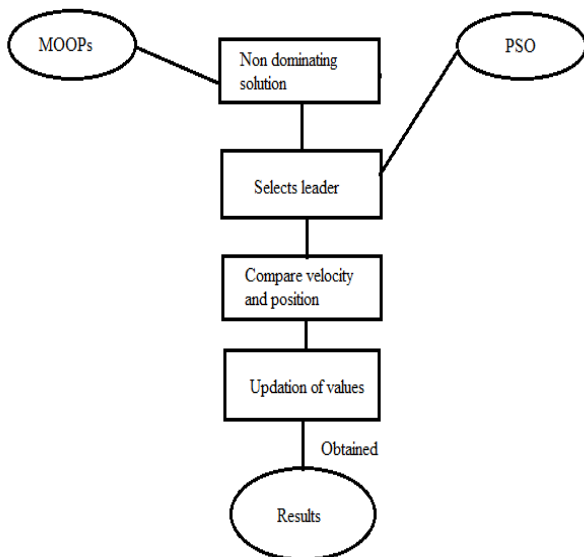 MOOPs
PSO
Non dominating
solution
Selects leader
Compare velocity
and position
Updation of values
Obtained
Results